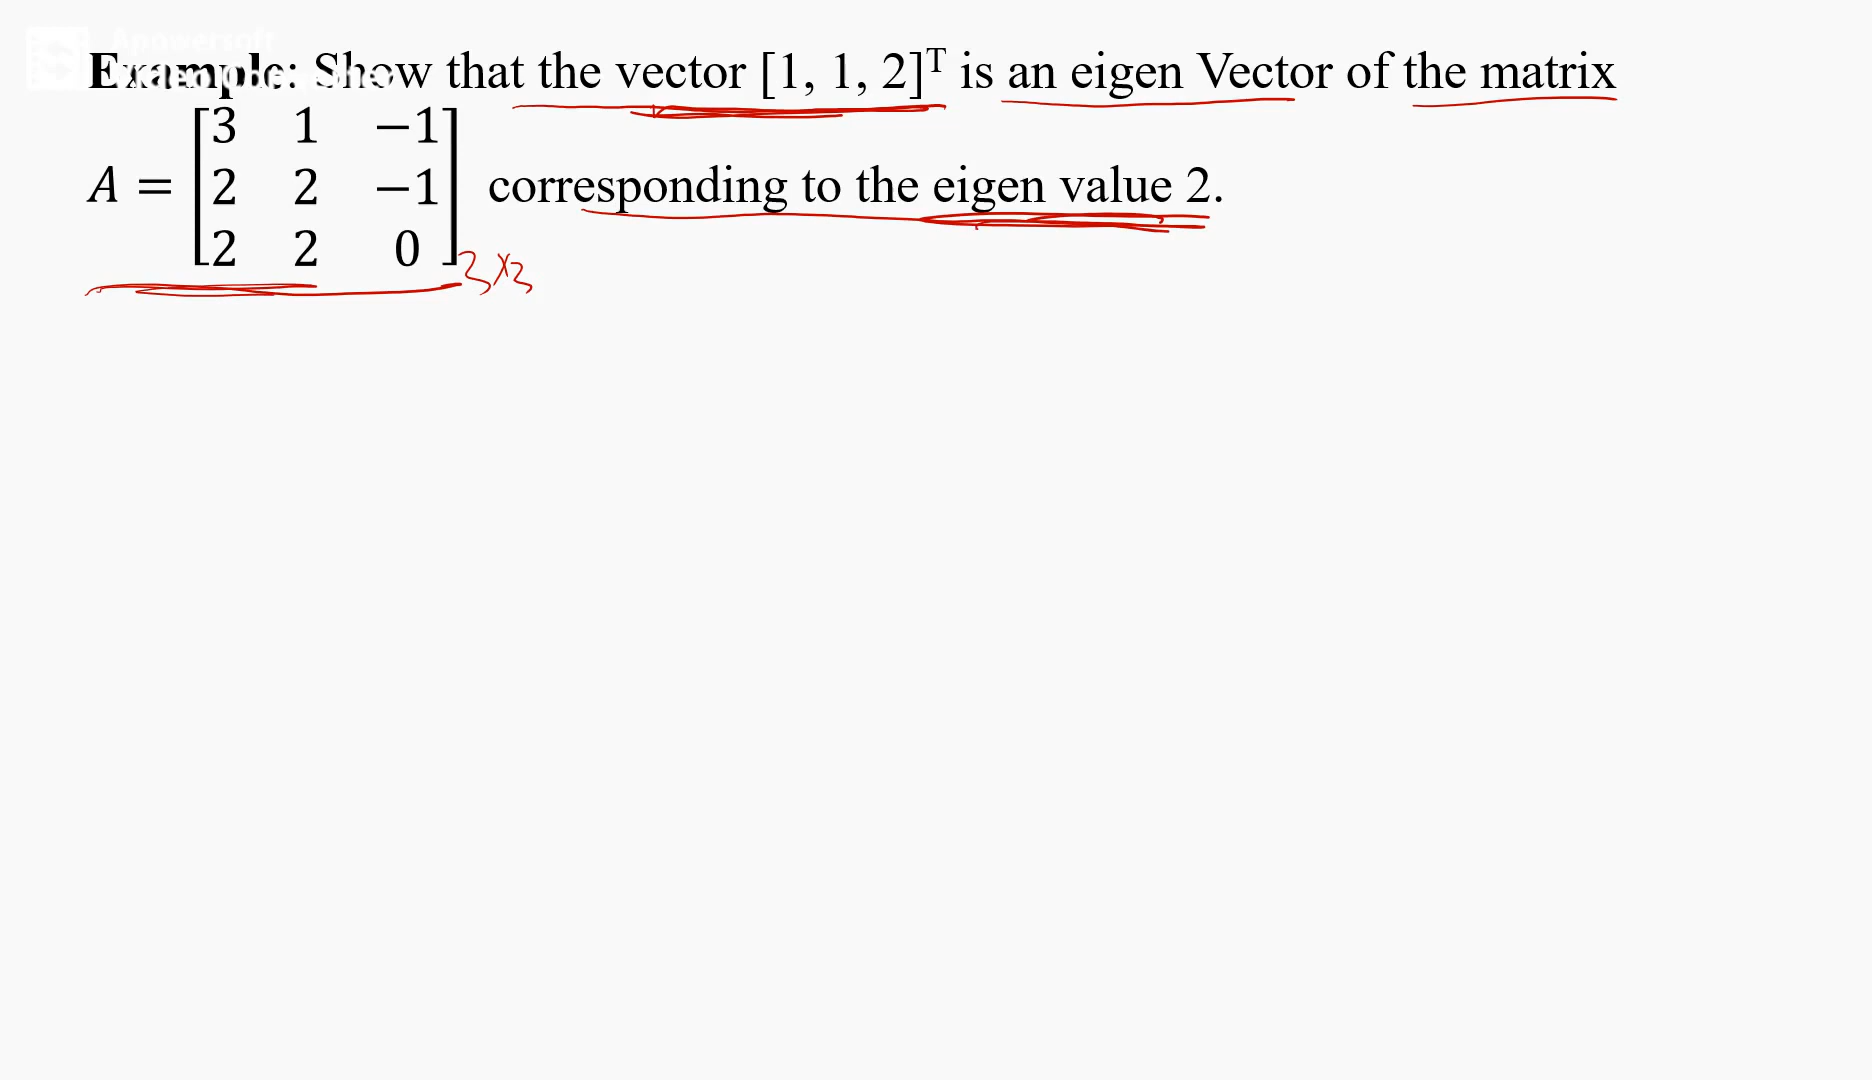 Apowersoft
Example: Show that the vector [1, 1, 2]ᵀ is an eigen Vector of the matrix
A = [3 1 −1
2 2 −1
2 2 0] corresponding to the eigen value 2.
3×3